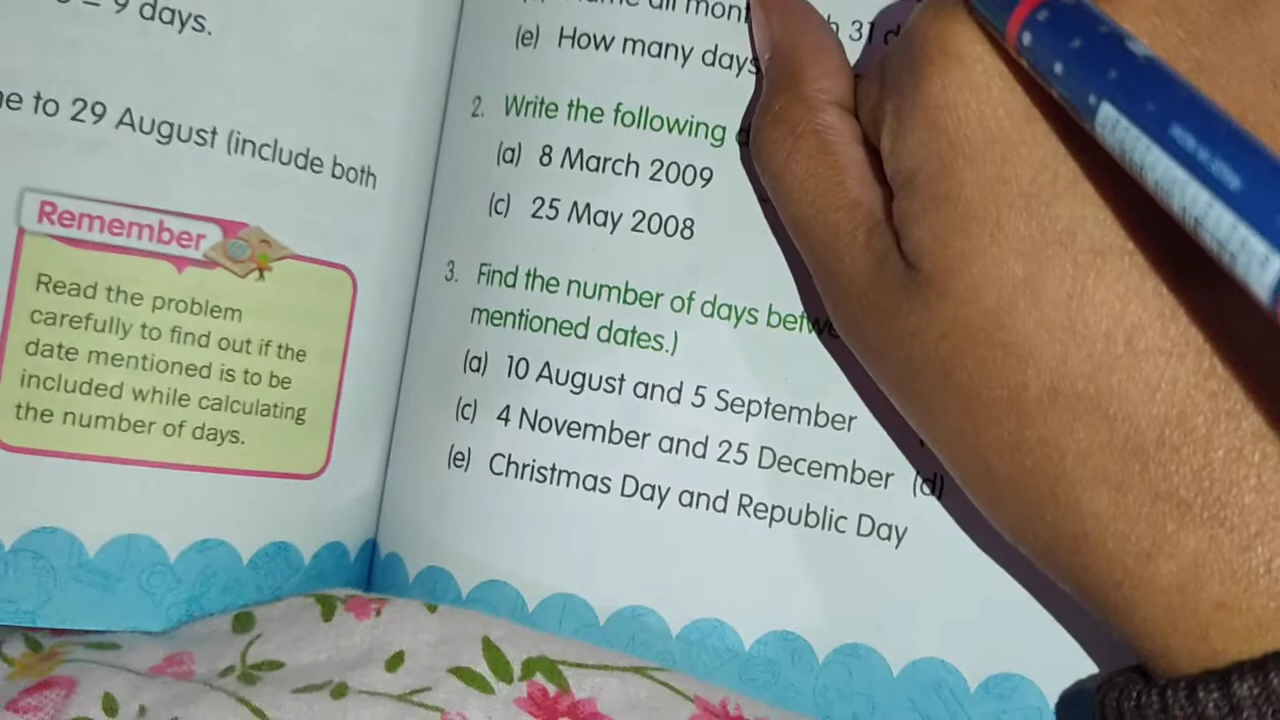 = 9 days.
to 29 August (include both
Remember
Read the problem
carefully to find out if the
date mentioned is to be
included while calculating
the number of days.
all
31
(e) How many days
2. Write the following
(a) 8 March 2009
(c) 25 May 2008
3. Find the number of days
mentioned dates.)
(a) 10 August and 5 September
(c) 4 November and 25 December (d)
(e) Christmas Day and Republic Day